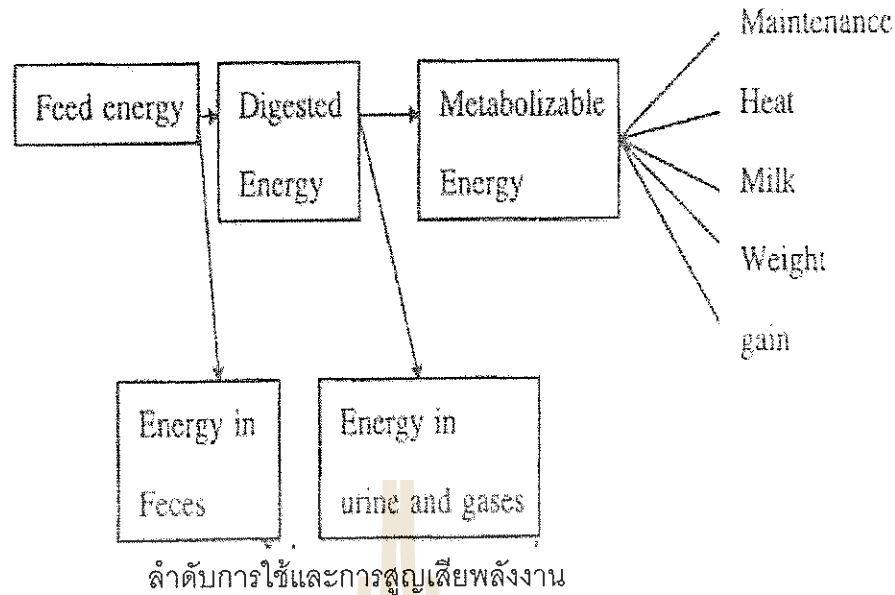 Maintenance
Feed energy
Digested
Energy
Metabolizable
Energy
Heat
Milk
Weight
gain
Energy in
Feces
Energy in
urine and gases
ลำดับการใช้และการสูญเสียพลังงาน